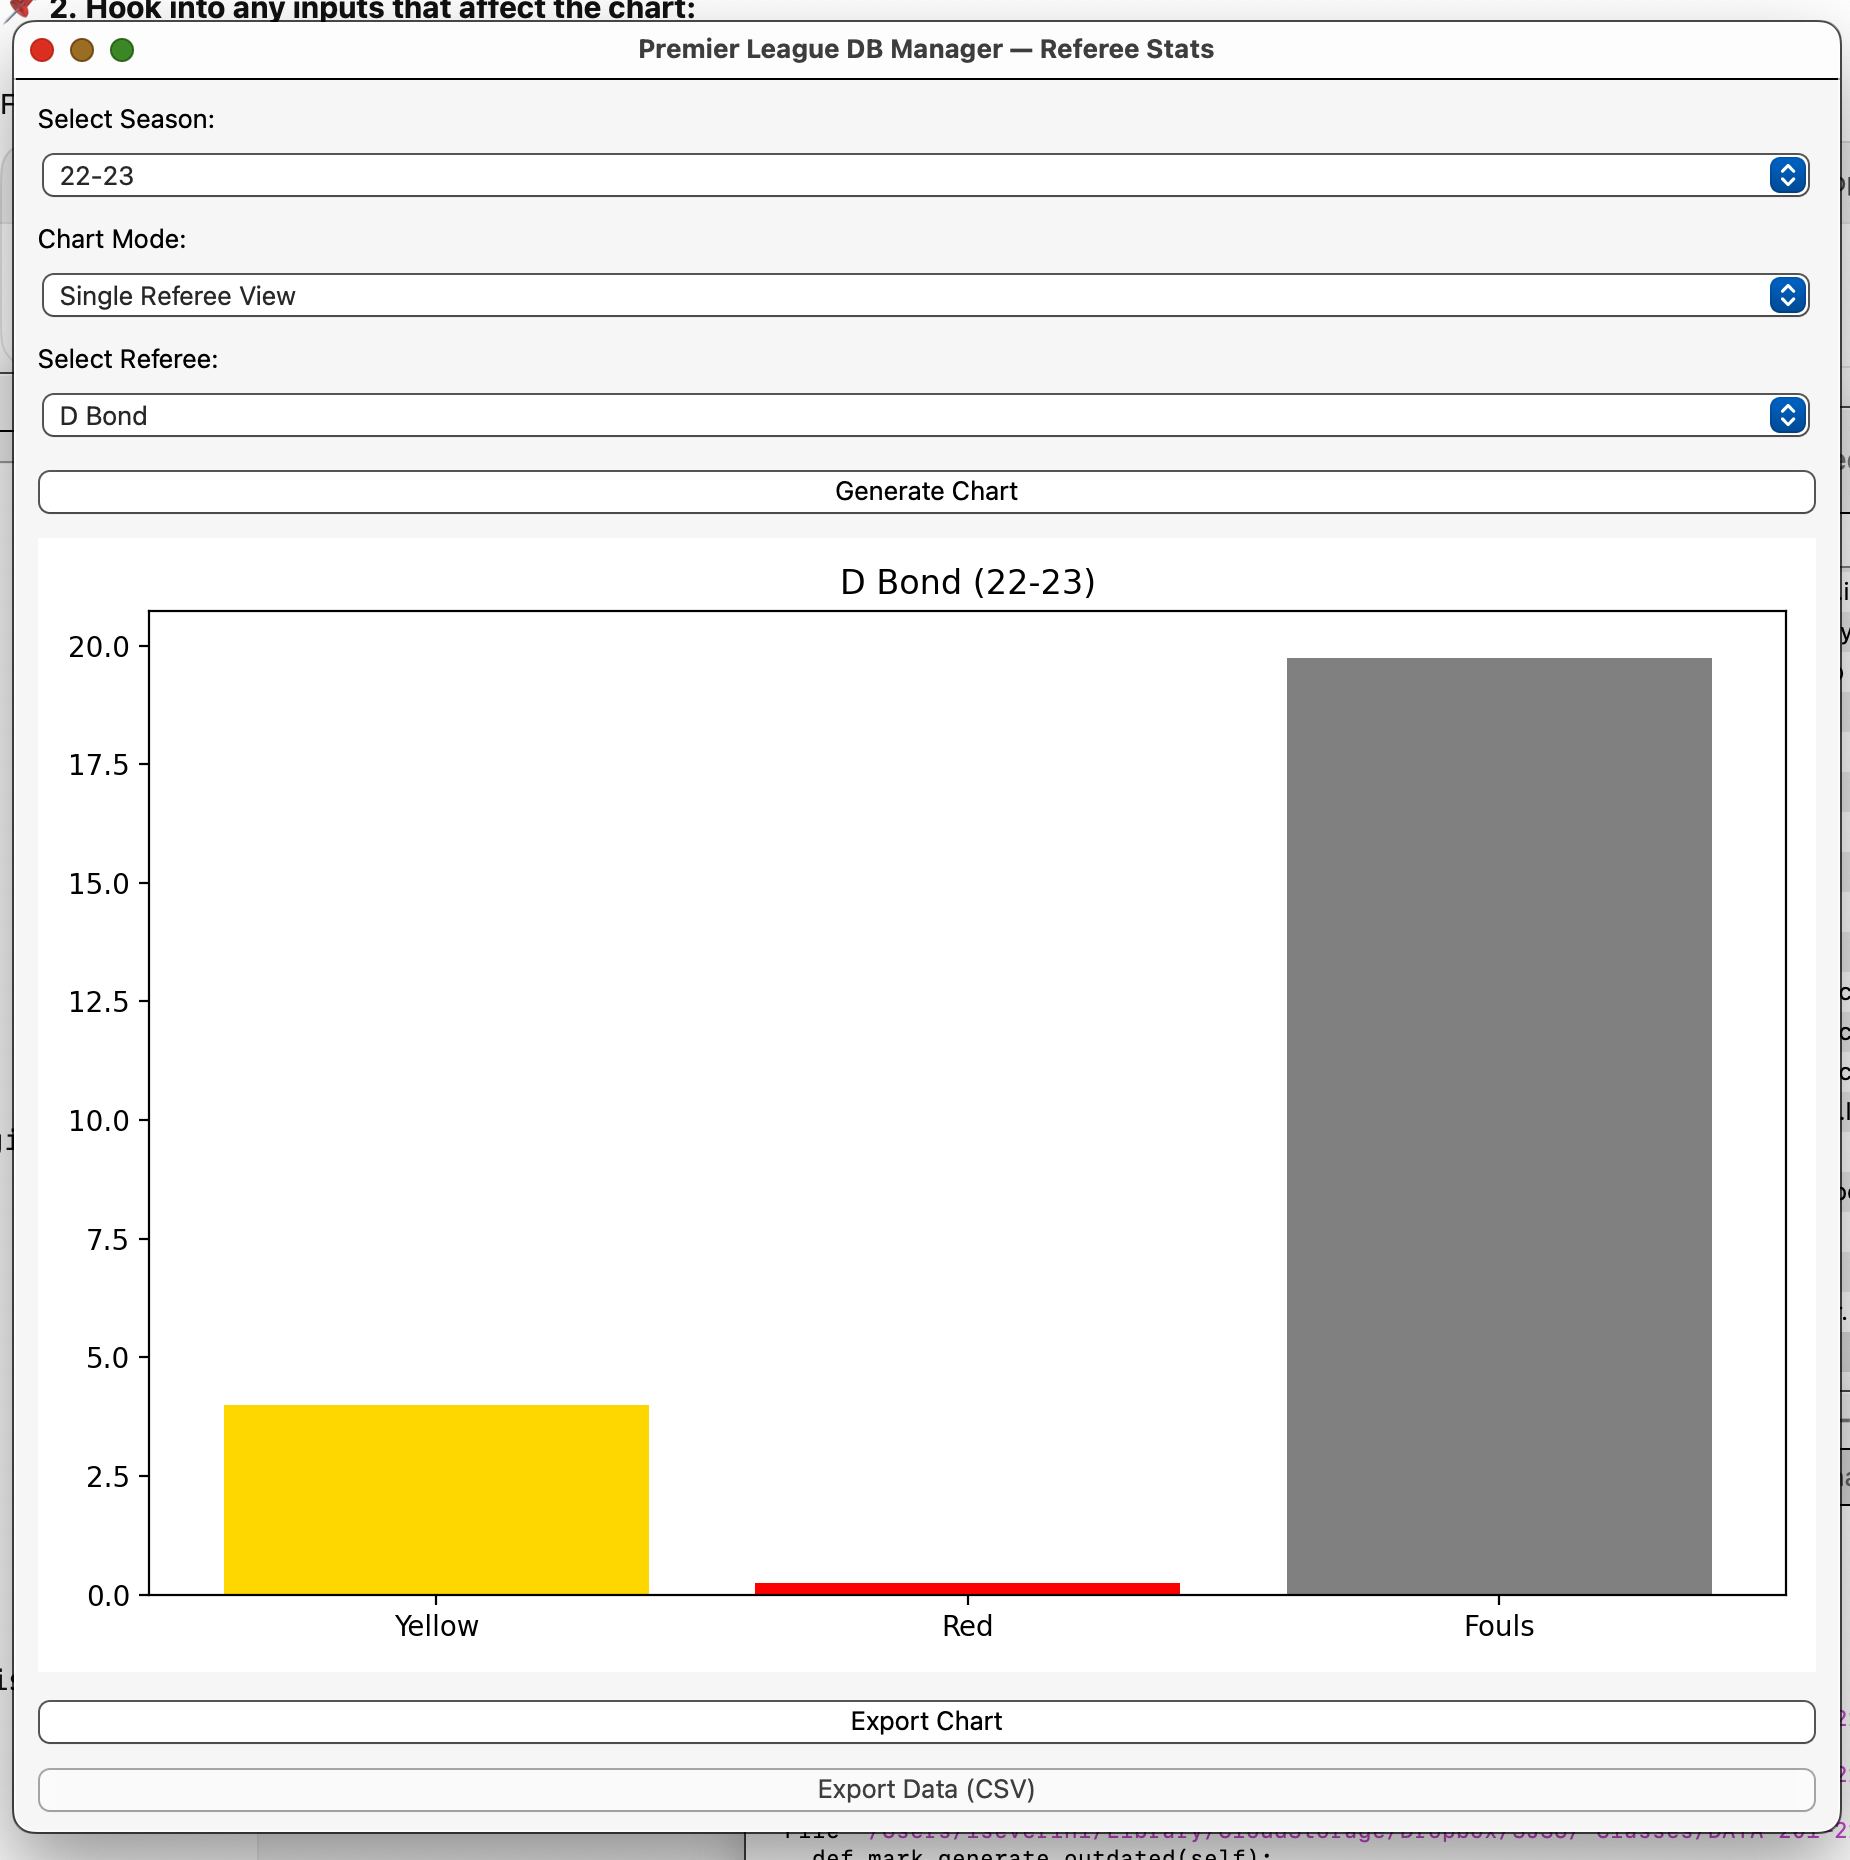 2. Hook into any inputs that affect the chart:
Premier League DB Manager — Referee Stats
Select Season:
22-23
Chart Mode:
Single Referee View
Select Referee:
D Bond
Generate Chart
D Bond (22-23)
20.0
17.5
15.0
12.5
10.0
7.5
5.0
2.5
0.0
Yellow Red Fouls
Export Chart
Export Data (CSV)
def mark_generate_outdated(self):